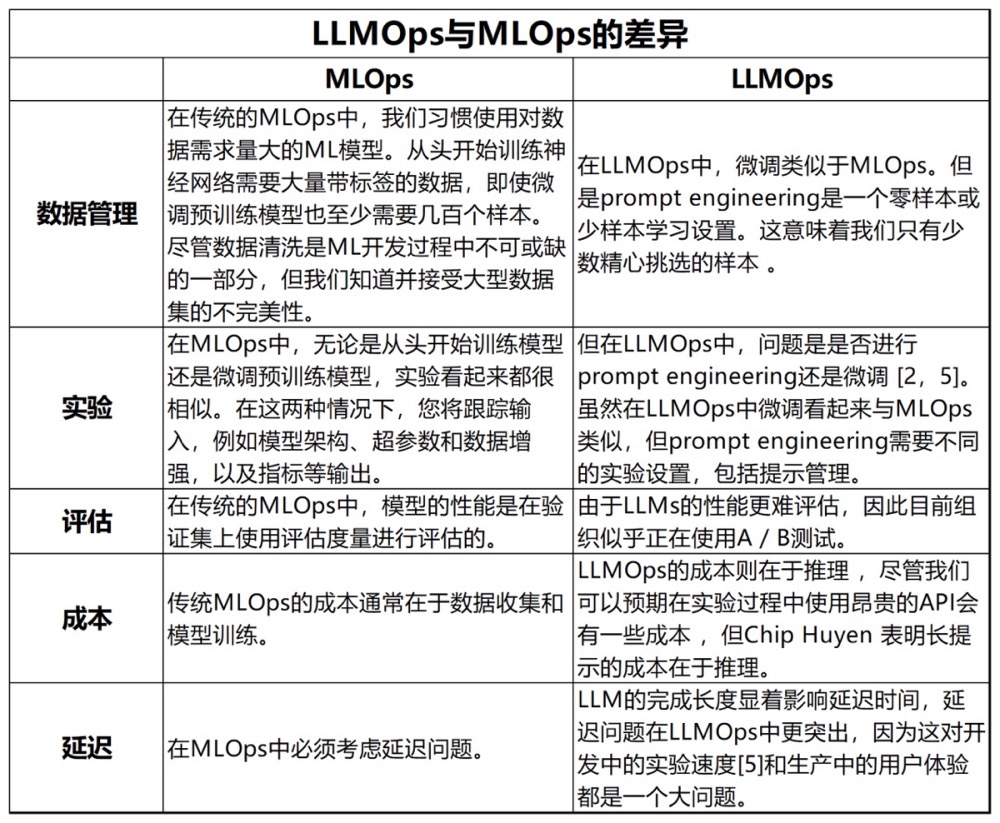 LLMOps与MLOps的差异
MLOps
LLMOps
数据管理
在传统的MLOps中，我们习惯使用对数
据需求量大的ML模型。从头开始训练神
经网络需要大量带标签的数据，即使微
调预训练模型也至少需要几百个样本。
尽管数据清洗是ML开发过程中不可或缺
的一部分，但我们知道并接受大型数据
集的不完美性。
在LLMOps中，微调类似于MLOps。但
是prompt engineering是一个零样本或
少样本学习设置。这意味着我们只有少
数精心挑选的样本 。
实验
在MLOps中，无论是从头开始训练模型
还是微调预训练模型，实验看起来都很
相似。在这两种情况下，您将跟踪输
入，例如模型架构、超参数和数据增
强，以及指标等输出。
但在LLMOps中，问题是是否进行
prompt engineering还是微调 [2，5]。
虽然在LLMOps中微调看起来与MLOps
类似，但prompt engineering需要不同
的实验设置，包括提示管理。
评估
在传统的MLOps中，模型的性能是在验
证集上使用评估度量进行评估的。
由于LLMs的性能更难评估，因此目前组
织似乎正在使用A / B测试。
成本
传统MLOps的成本通常在于数据收集和
模型训练。
LLMOps的成本则在于推理 ，尽管我们
可以预期在实验过程中使用昂贵的API会
有一些成本 ，但Chip Huyen 表明长提
示的成本在于推理。
延迟
在MLOps中必须考虑延迟问题。
LLM的完成长度显着影响延迟时间，延
迟问题在LLMOps中更突出，因为这对开
发中的实验速度[5]和生产中的用户体验
都是一个大问题。